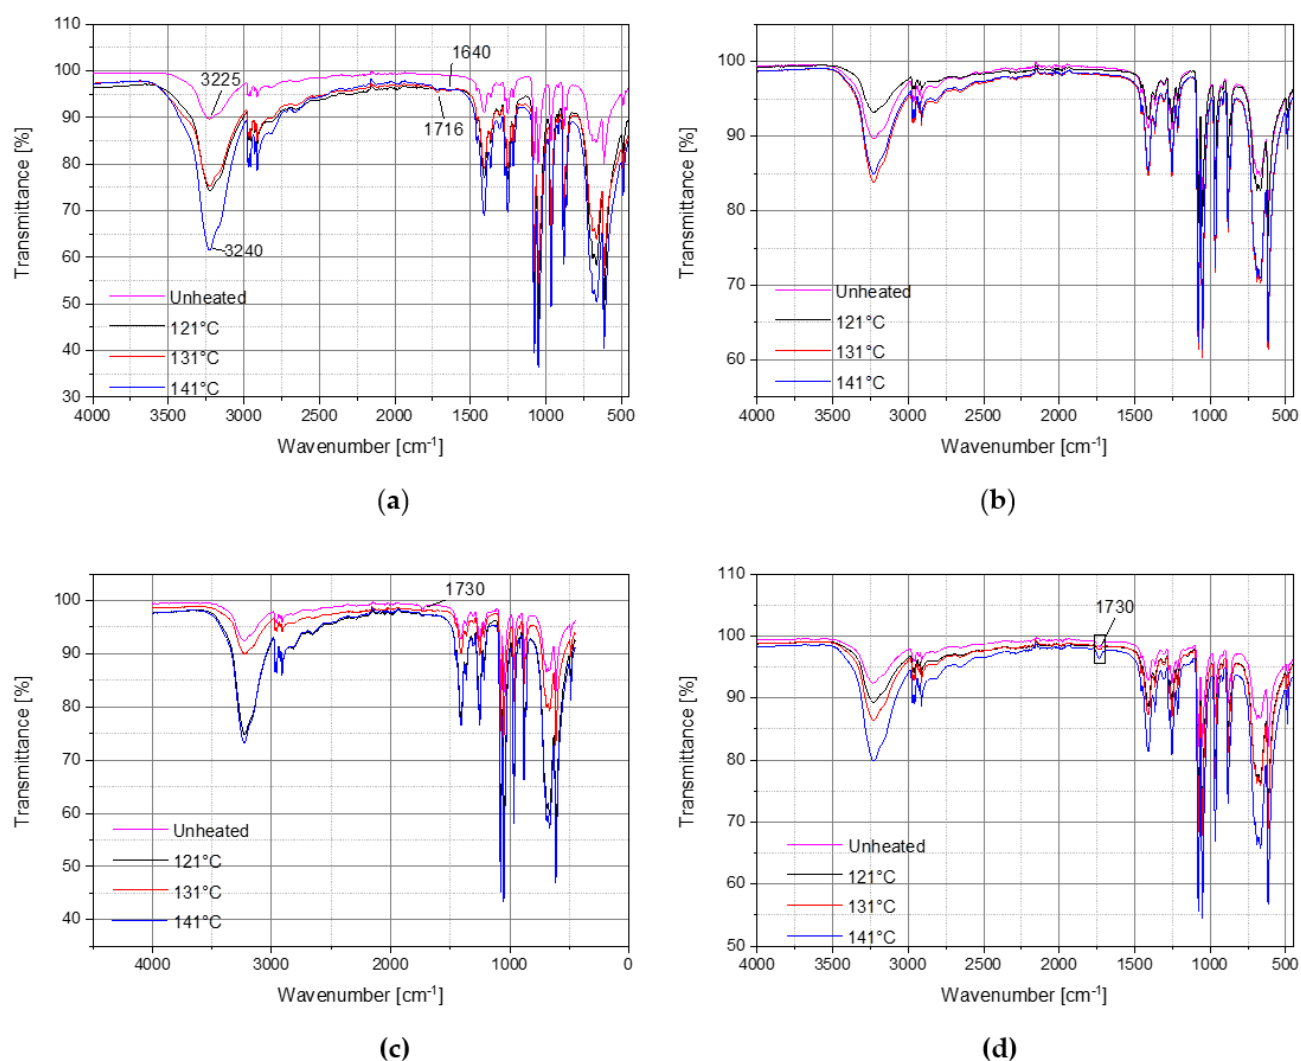 110
100
90
80
70
60
50
40
30
Transmittance [%]
3225
1640
1716
3240
Unheated
121°C
131°C
141°C
4000 3500 3000 2500 2000 1500 1000 500
Wavenumber [cm-1]
(a)
100
90
80
70
60
Transmittance [%]
Unheated
121°C
131°C
141°C
4000 3500 3000 2500 2000 1500 1000 500
Wavenumber [cm-1]
(b)
100
90
80
70
60
50
40
Transmittance [%]
1730
Unheated
121°C
131°C
141°C
4000 3000 2000 1000 0
Wavenumber [cm-1]
(c)
110
100
90
80
70
60
50
Transmittance [%]
1730
Unheated
121°C
131°C
141°C
4000 3500 3000 2500 2000 1500 1000 500
Wavenumber [cm-1]
(d)